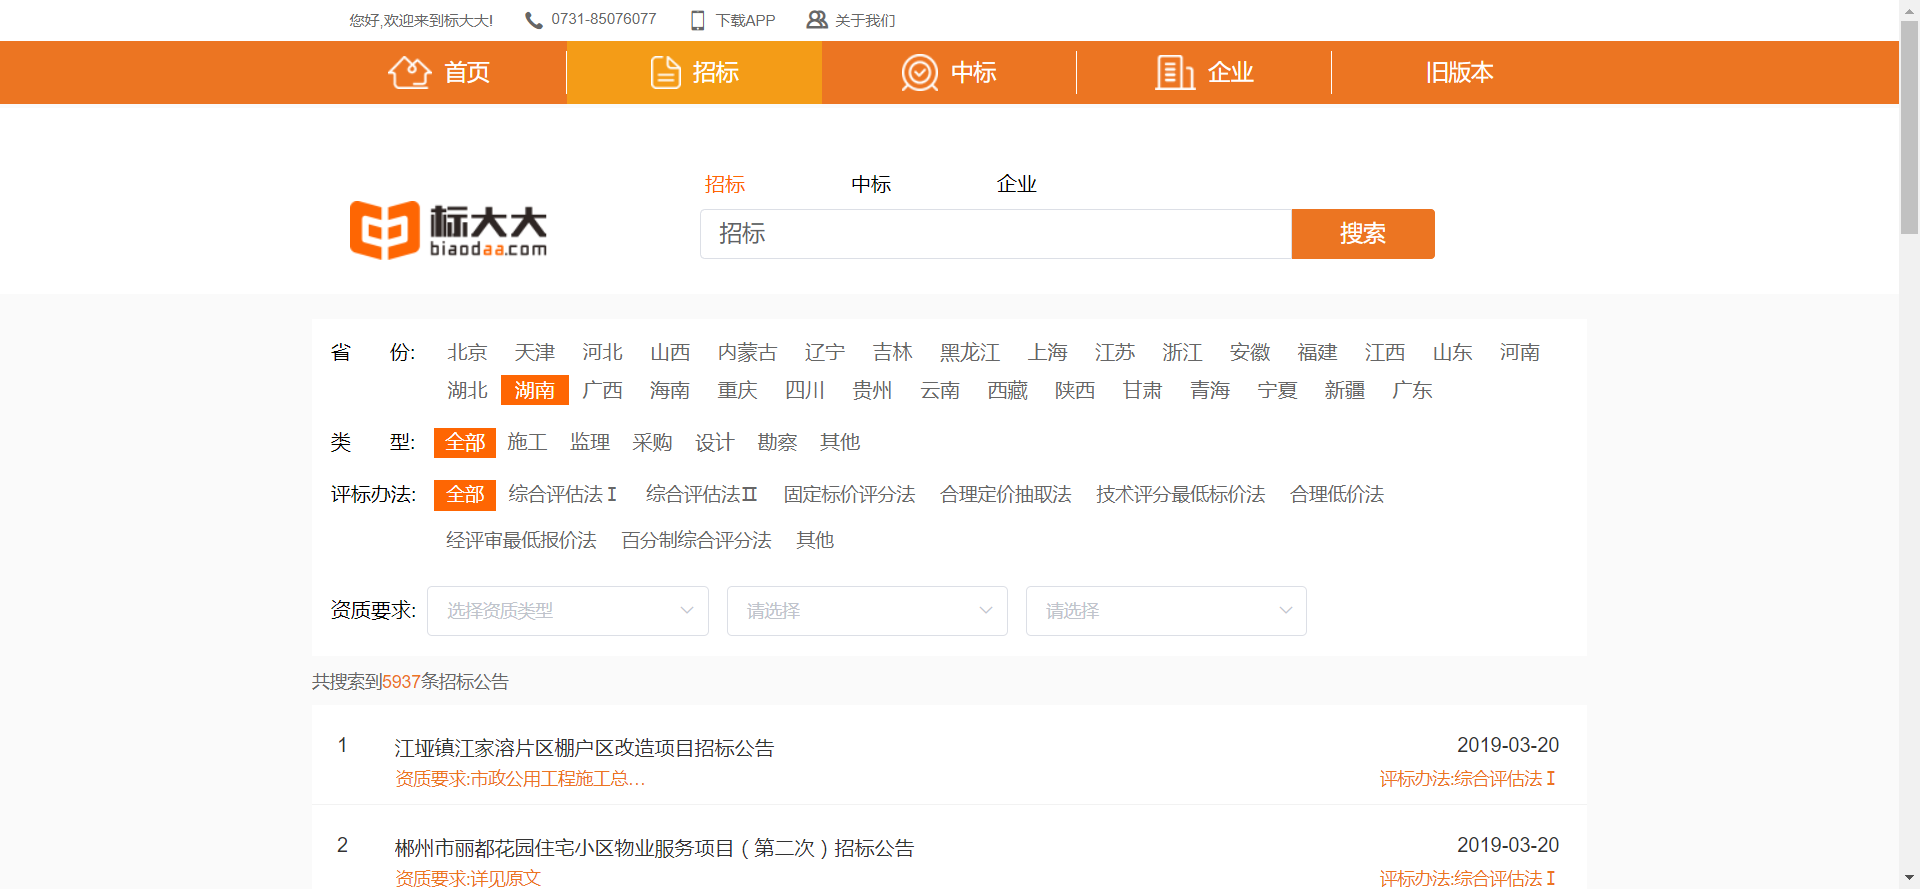 您好,欢迎来到标大大! 0731-85076077 下载APP 关于我们
首页 招标 中标 企业 旧版本
招标 中标 企业
标大大
biaodaa.com
招标 搜索
省 份: 北京 天津 河北 山西 内蒙古 辽宁 吉林 黑龙江 上海 江苏 浙江 安徽 福建 江西 山东 河南
湖北 湖南 广西 海南 重庆 四川 贵州 云南 西藏 陕西 甘肃 青海 宁夏 新疆 广东
类 型: 全部 施工 监理 采购 设计 勘察 其他
评标办法: 全部 综合评估法Ⅰ 综合评估法Ⅱ 固定标价评分法 合理定价抽取法 技术评分最低标价法 合理低价法
经评审最低报价法 百分制综合评分法 其他
资质要求: 选择资质类型 请选择 请选择
共搜索到5937条招标公告
1 江垭镇江家溶片区棚户区改造项目招标公告 2019-03-20
资质要求:市政公用工程施工总... 评标办法:综合评估法Ⅰ
2 郴州市丽都花园住宅小区物业服务项目（第二次）招标公告 2019-03-20
资质要求:详见原文 评标办法:综合评估法Ⅰ